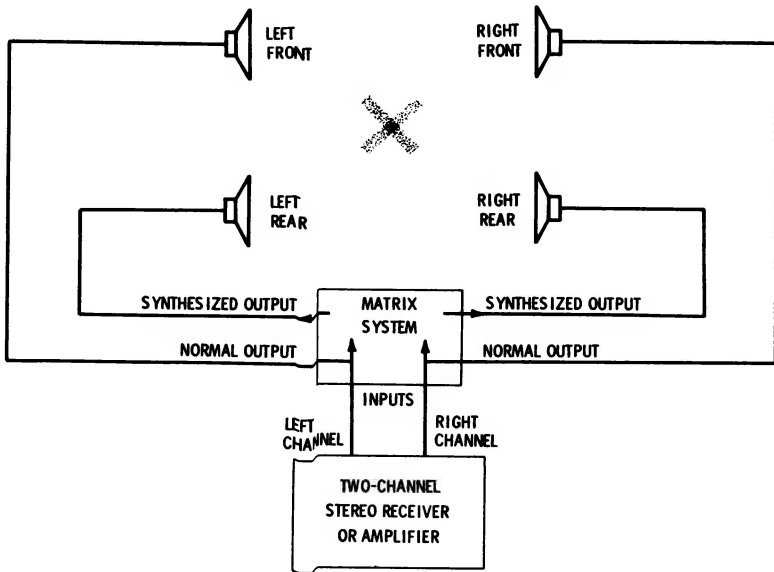 LEFT
FRONT
RIGHT
FRONT
LEFT
REAR
RIGHT
REAR
SYNTHESIZED OUTPUT
MATRIX
SYSTEM
SYNTHESIZED OUTPUT
NORMAL OUTPUT
NORMAL OUTPUT
INPUTS
LEFT
CHANNEL
RIGHT
CHANNEL
TWO-CHANNEL
STEREO RECEIVER
OR AMPLIFIER